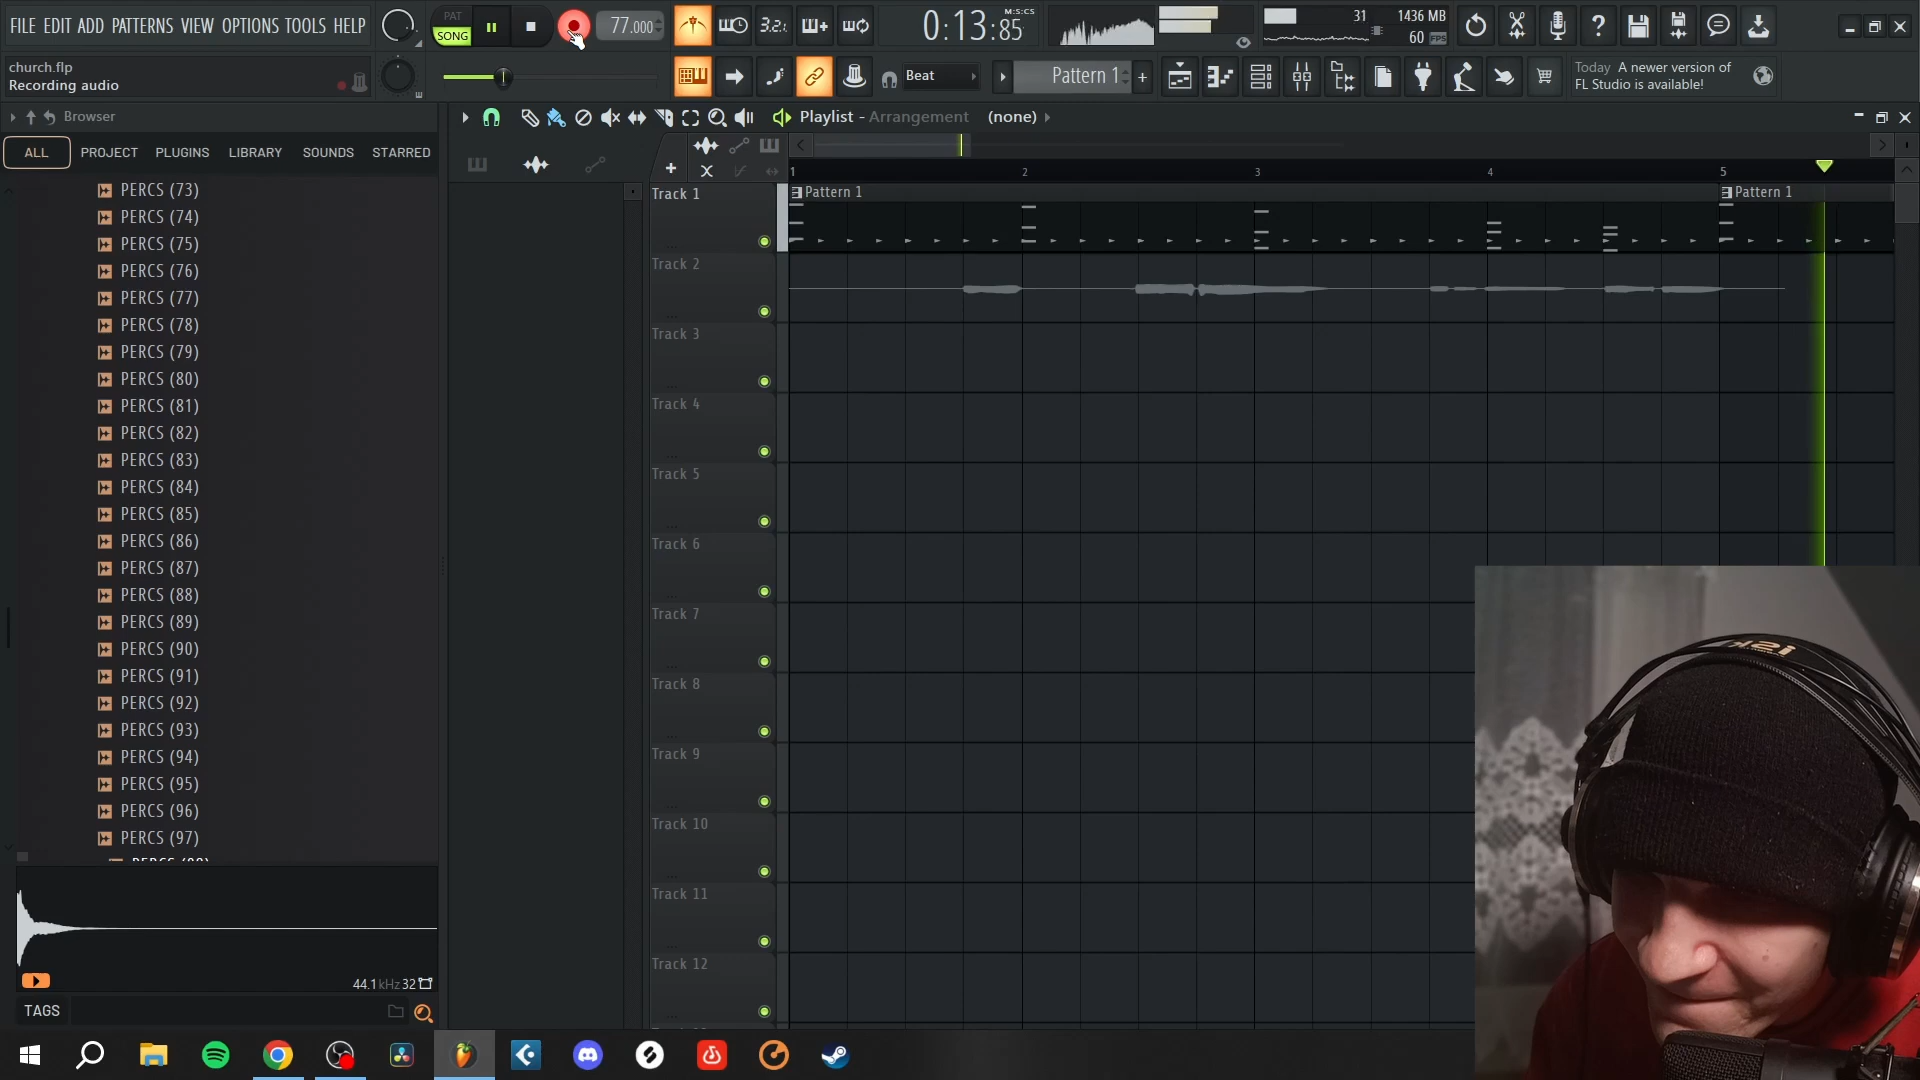 FILE EDIT ADD PATTERNS VIEW OPTIONS TOOLS HELP
PAT
SONG
77.000
3.2.
0:13:85
M:S:CS
31
1436 MB
60 FPS
church.flp
Recording audio
Beat
Pattern 1
Today A newer version of
FL Studio is available!
Browser
Playlist - Arrangement (none)
ALL PROJECT PLUGINS LIBRARY SOUNDS STARRED
1 2 3 4 5
PERCS (73)
PERCS (74)
PERCS (75)
PERCS (76)
PERCS (77)
PERCS (78)
PERCS (79)
PERCS (80)
PERCS (81)
PERCS (82)
PERCS (83)
PERCS (84)
PERCS (85)
PERCS (86)
PERCS (87)
PERCS (88)
PERCS (89)
PERCS (90)
PERCS (91)
PERCS (92)
PERCS (93)
PERCS (94)
PERCS (95)
PERCS (96)
PERCS (97)
Track 1
Pattern 1
Pattern 1
Track 2
Track 3
Track 4
Track 5
Track 6
Track 7
Track 8
Track 9
Track 10
Track 11
Track 12
44.1 kHz 32
TAGS